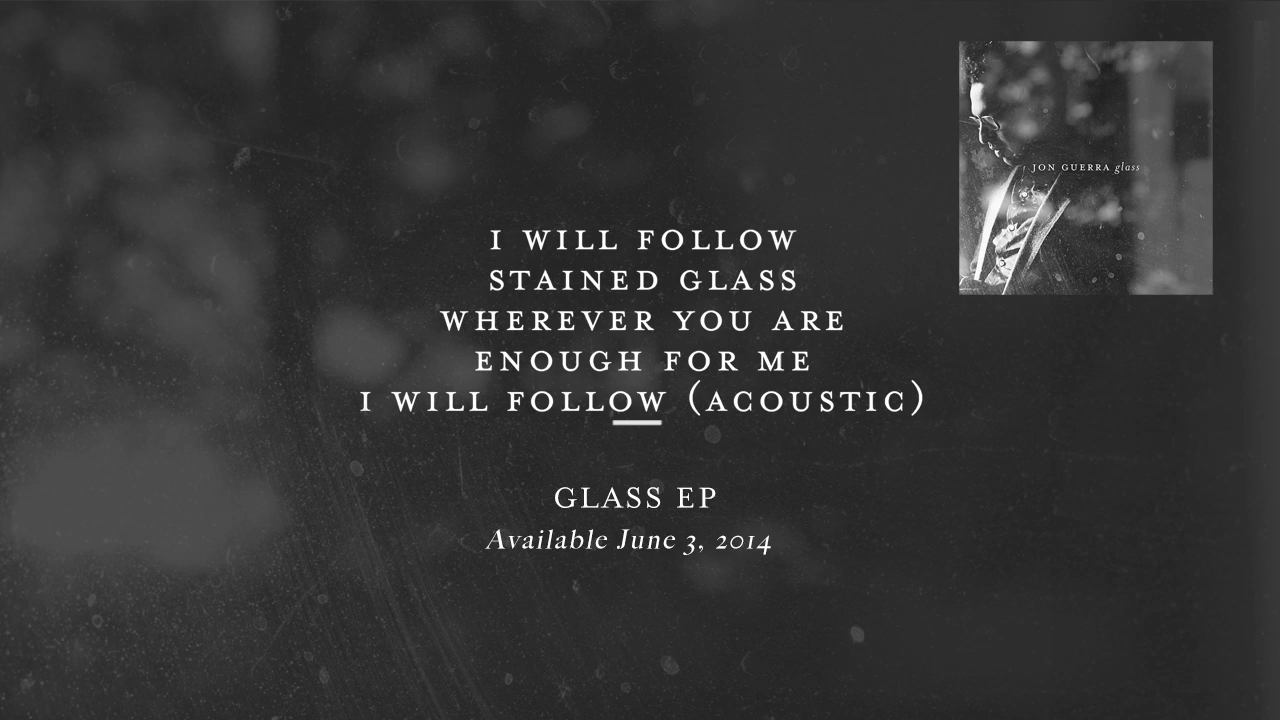 JON GUERRA glass
I WILL FOLLOW
STAINED GLASS
WHEREVER YOU ARE
ENOUGH FOR ME
I WILL FOLLOW (ACOUSTIC)
GLASS EP
Available June 3, 2014